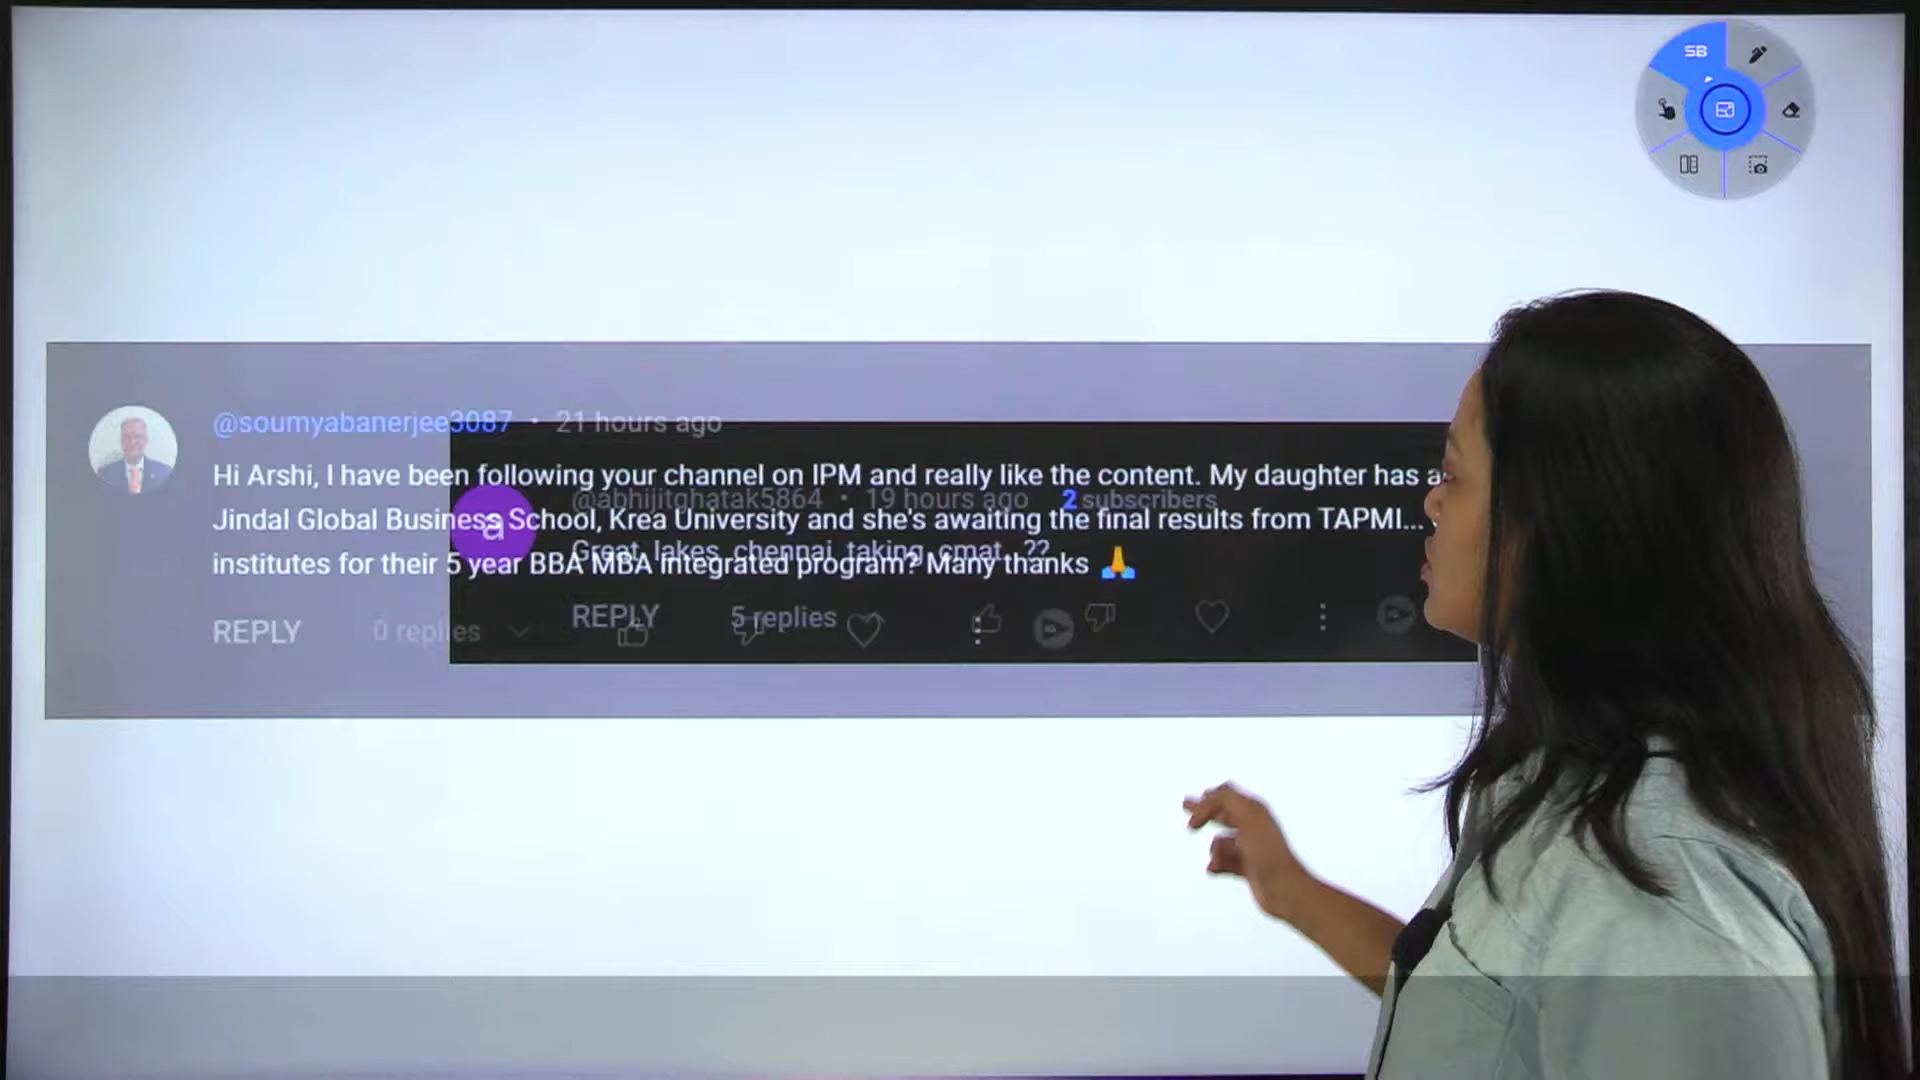 SB
@soumyabanerjee3087 • 21 hours ago
Hi Arshi, I have been following your channel on IPM and really like the content. My daughter has
Jindal Global Business School, Krea University and she's awaiting the final results from TAPMI...
institutes for their 5 year BBA MBA integrated program? Many thanks 🙏
REPLY 0 replies
a
@abhijitghatak5864 • 19 hours ago 2 subscribers
Great lakes chennai taking cmat ??
REPLY 5 replies